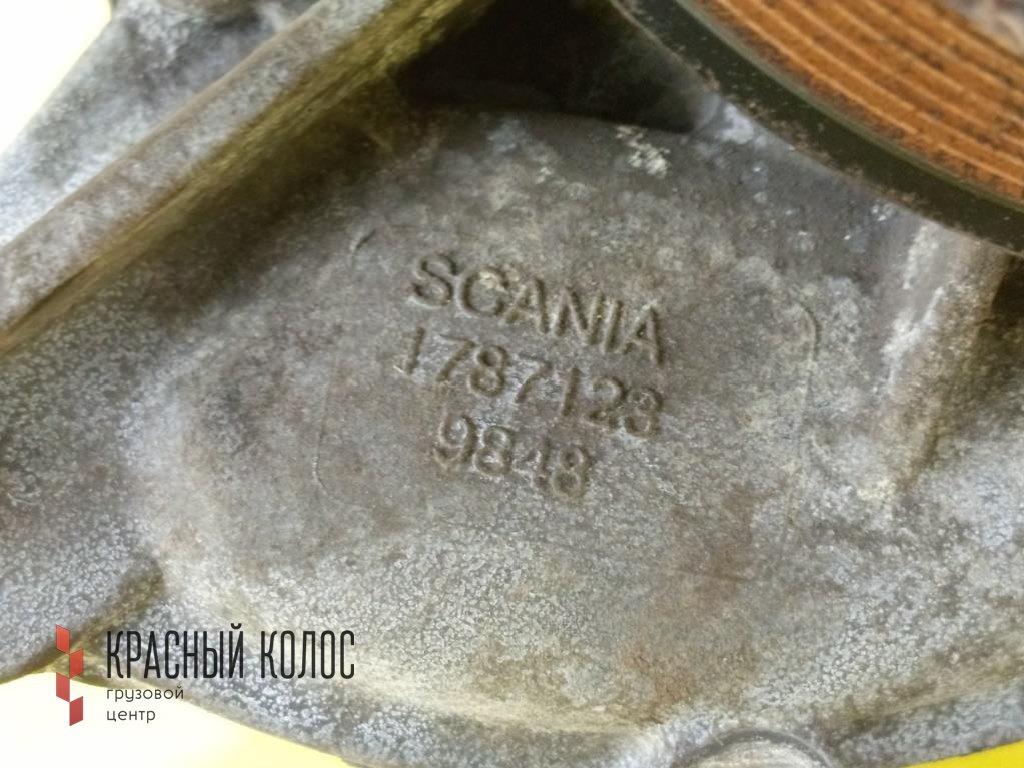 SCANIA
1787123
9848
КРАСНЫЙ КОЛОС
грузовой
центр